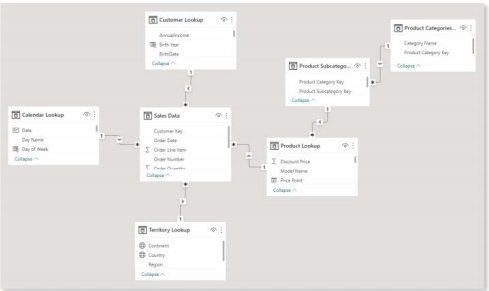 Customer Lookup
AnnualIncome
Birth Year
BirthDate
Collapse
Product Categories...
Category Name
Product Category Key
Collapse
Product Subcatego...
Product Category Key
Product Subcategory Key
Collapse
1
1
1
Calendar Lookup
Date
Day Name
Day of Week
Collapse
1
Sales Data
Customer Key
Order Date
Order Line Item
Order Number
Order Quantity
Collapse
1
Product Lookup
Discount Price
Model Name
Price Point
Collapse
1
Territory Lookup
Continent
Country
Region
Collapse